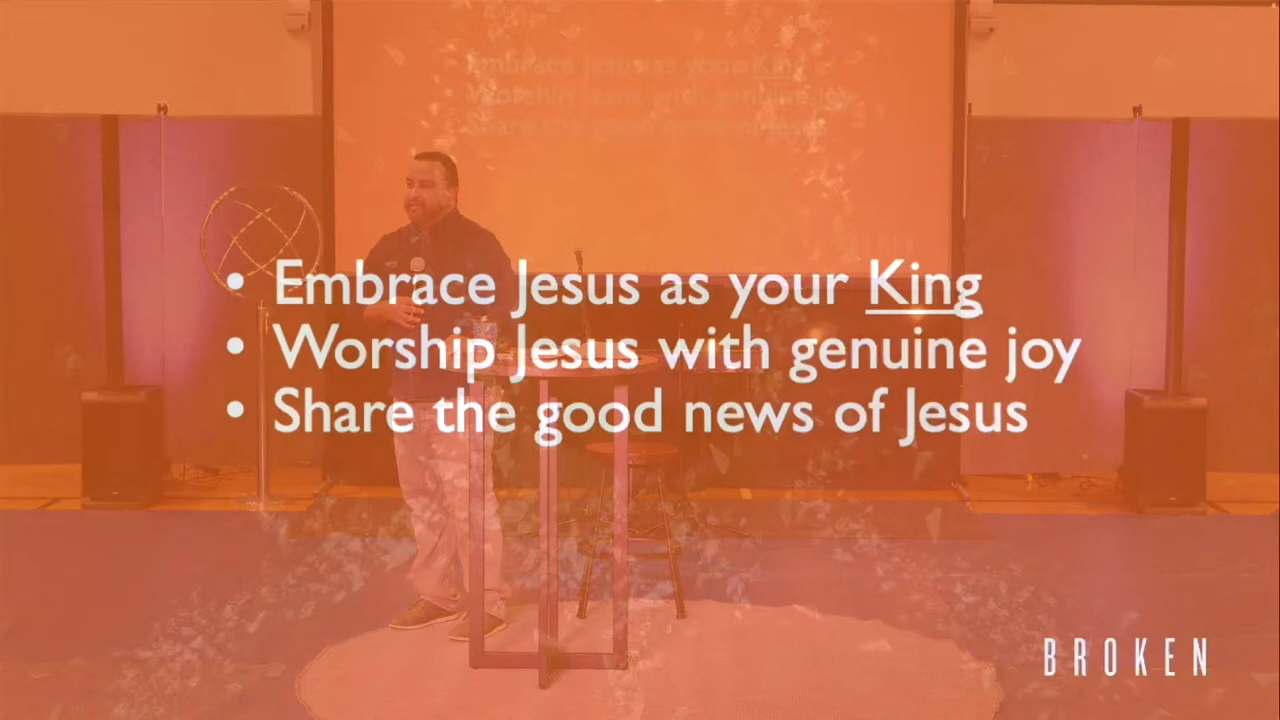 • Embrace Jesus as your King
• Worship Jesus with genuine joy
• Share the good news of Jesus
BROKEN